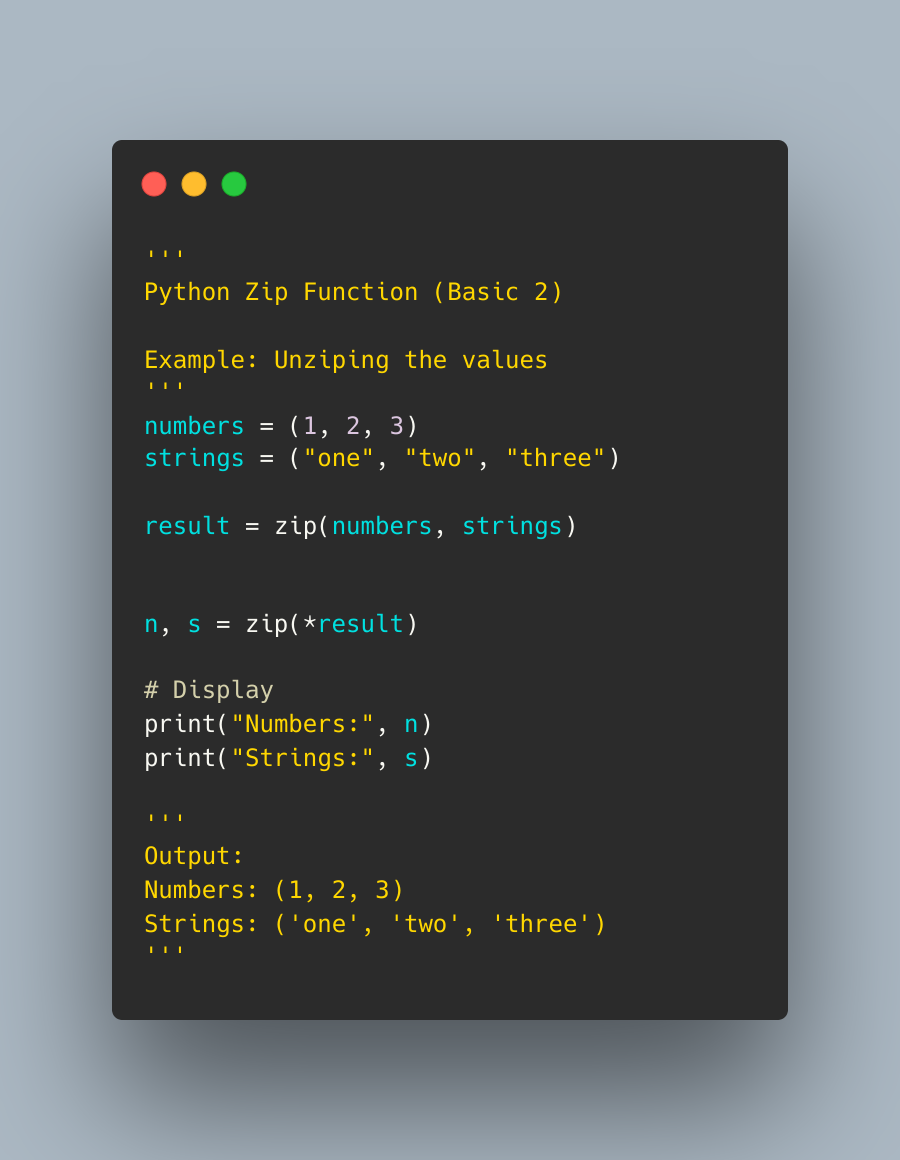 '''
Python Zip Function (Basic 2)
Example: Unziping the values
'''
numbers = (1, 2, 3)
strings = ("one", "two", "three")
result = zip(numbers, strings)
n, s = zip(*result)
# Display
print("Numbers:", n)
print("Strings:", s)
'''
Output:
Numbers: (1, 2, 3)
Strings: ('one', 'two', 'three')
'''